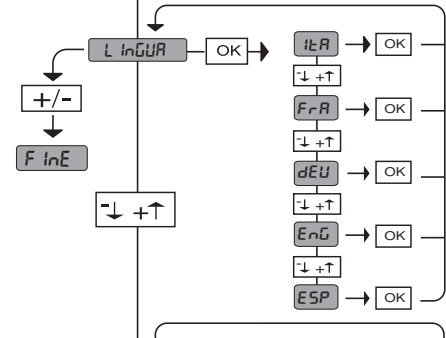 LINGUA OK
+/-
FINE
-↓ +↑
ItA OK
-↓ +↑
FrA OK
-↓ +↑
dEU OK
-↓ +↑
EnG OK
-↓ +↑
ESP OK